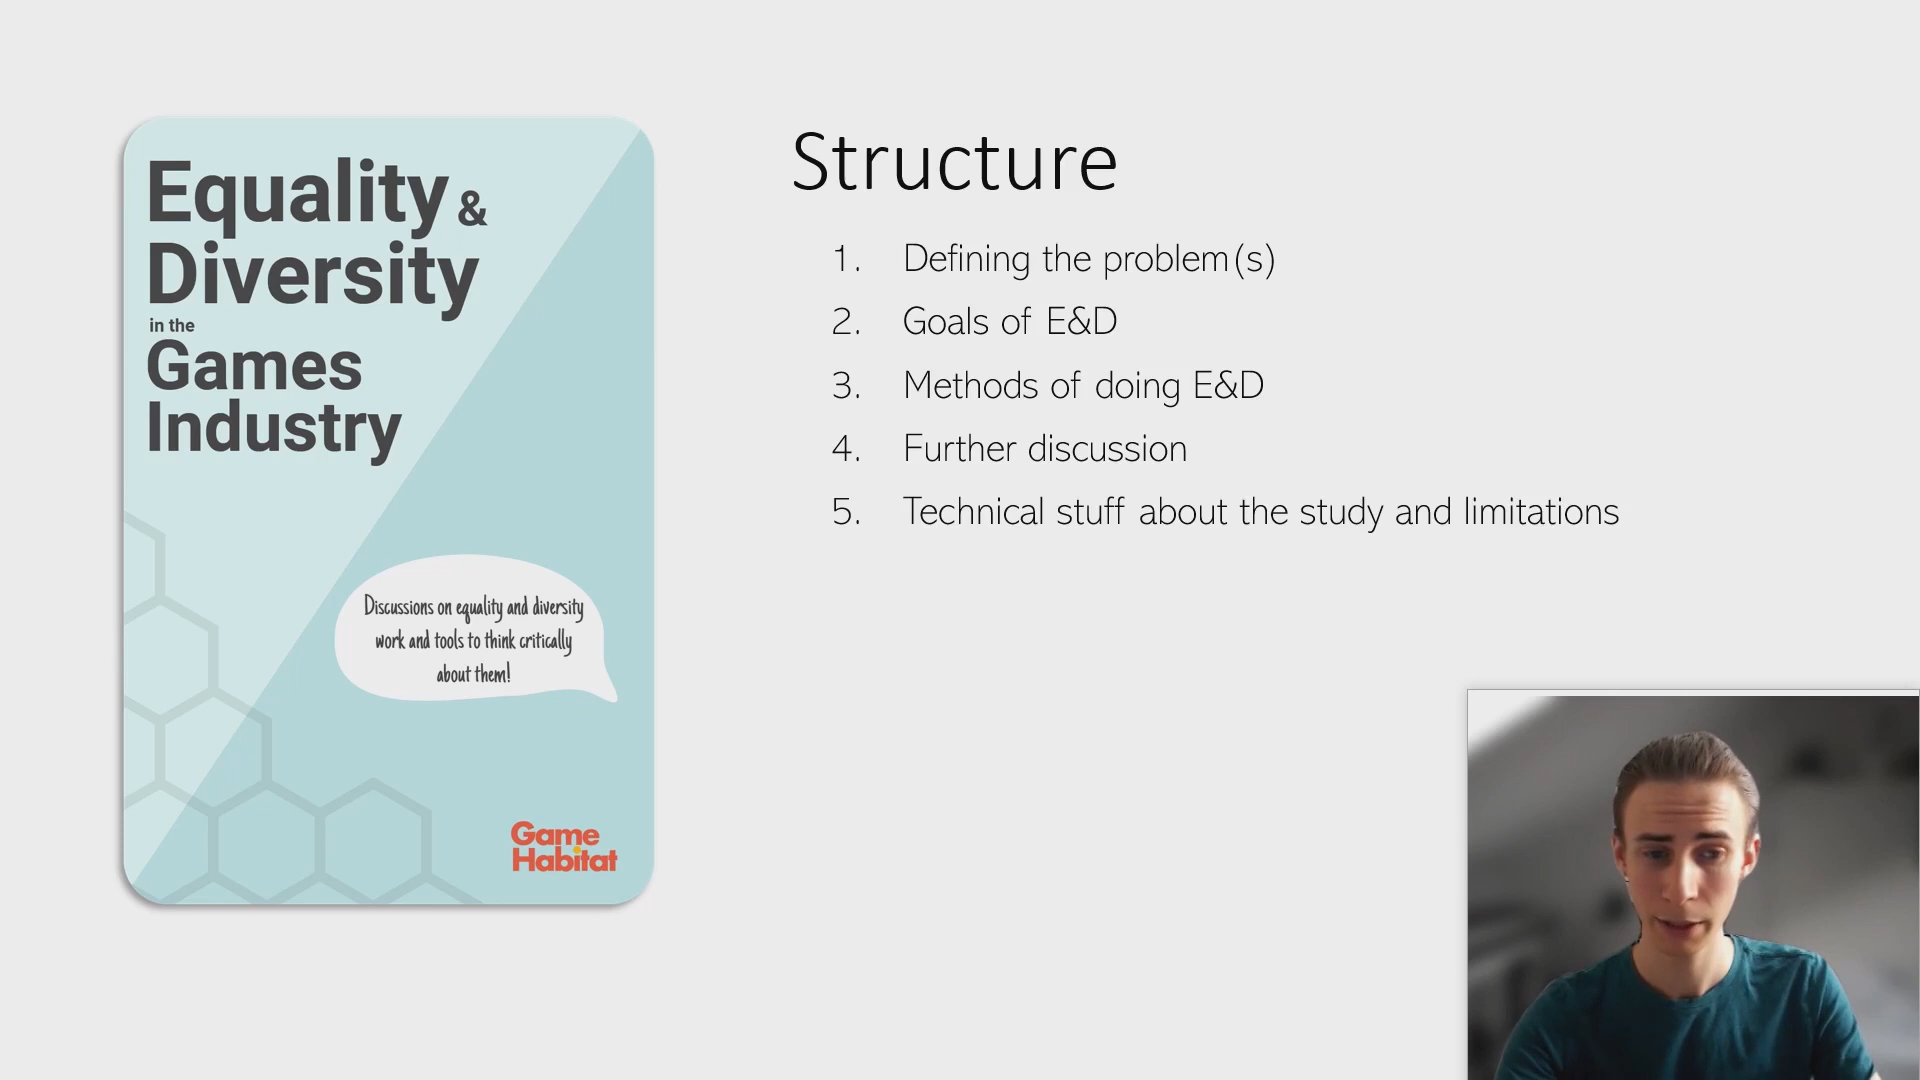 Equality &
Diversity
in the
Games
Industry
Discussions on equality and diversity
work and tools to think critically
about them!
Game
Habitat
Structure
1. Defining the problem(s)
2. Goals of E&D
3. Methods of doing E&D
4. Further discussion
5. Technical stuff about the study and limitations